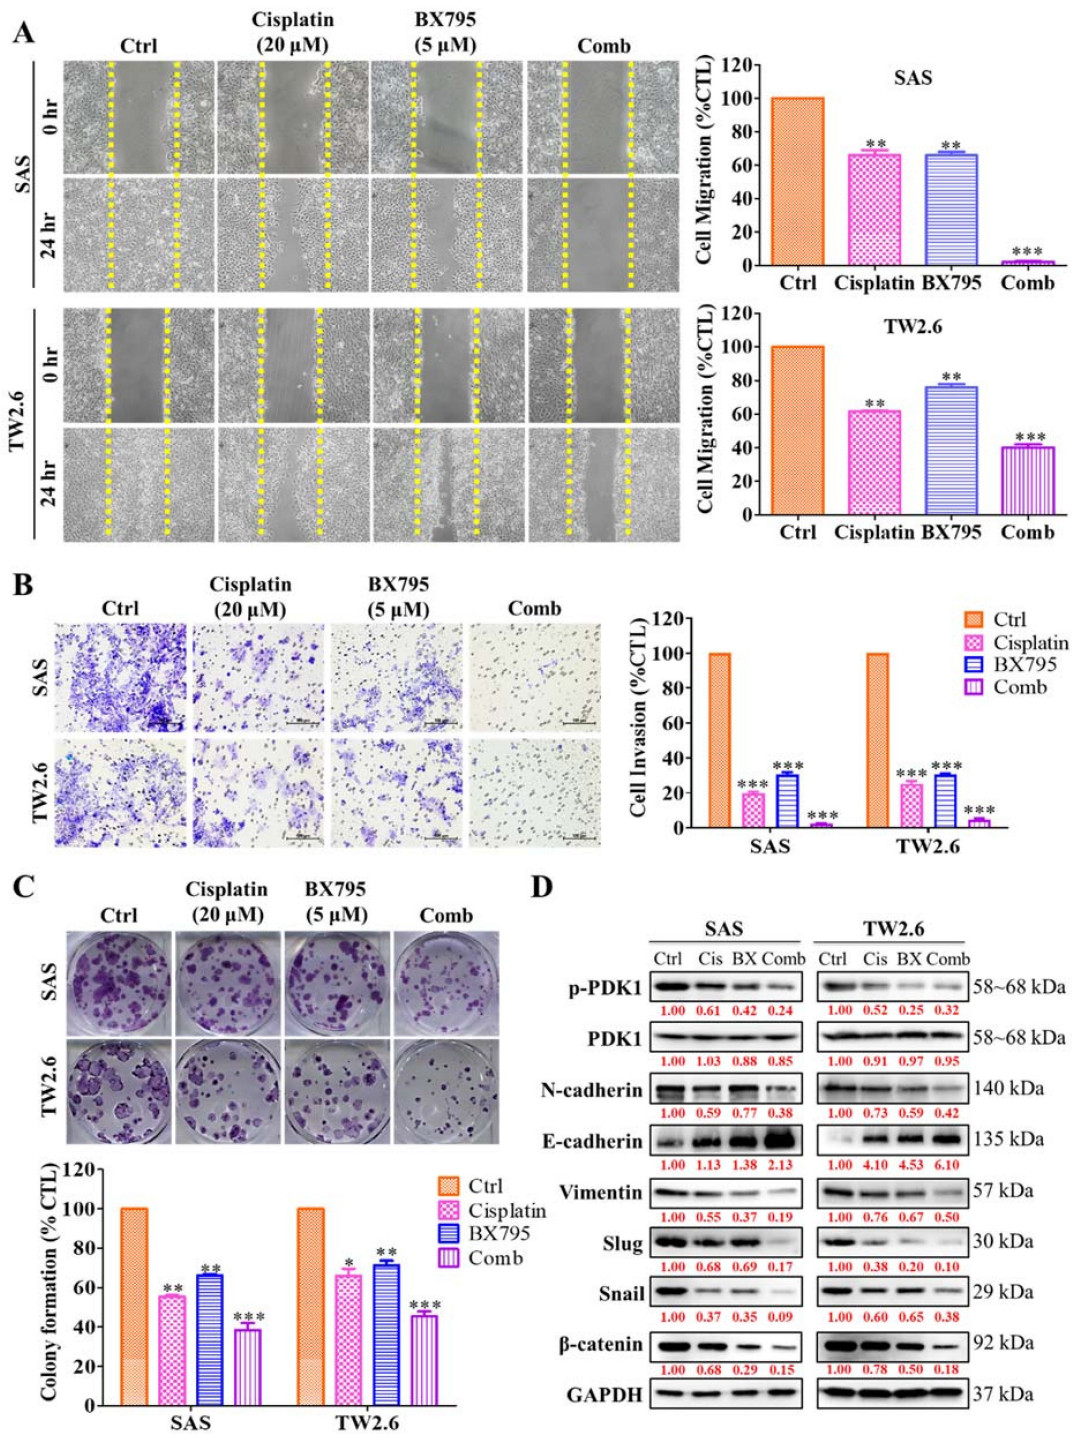 A
Ctrl
Cisplatin
(20 μM)
BX795
(5 μM)
Comb
SAS
0 hr
24 hr
TW2.6
0 hr
24 hr
SAS
Cell Migration (%CTL)
120
100
80
60
40
20
0
**
**
***
Ctrl
Cisplatin
BX795
Comb
TW2.6
Cell Migration (%CTL)
120
100
80
60
40
20
0
**
**
***
Ctrl
Cisplatin
BX795
Comb
B
Ctrl
Cisplatin
(20 μM)
BX795
(5 μM)
Comb
SAS
TW2.6
Cell Invasion (%CTL)
120
100
80
60
40
20
0
***
***
***
***
***
***
SAS
TW2.6
Ctrl
Cisplatin
BX795
Comb
C
Ctrl
Cisplatin
(20 μM)
BX795
(5 μM)
Comb
SAS
TW2.6
Colony formation (% CTL)
120
100
80
60
40
20
0
**
**
***
*
**
***
SAS
TW2.6
Ctrl
Cisplatin
BX795
Comb
D
SAS TW2.6
Ctrl Cis BX Comb Ctrl Cis BX Comb
p-PDK1 58~68 kDa
1.00 0.61 0.42 0.24 1.00 0.52 0.25 0.32
PDK1 58~68 kDa
1.00 1.03 0.88 0.85 1.00 0.91 0.97 0.95
N-cadherin 140 kDa
1.00 0.59 0.77 0.38 1.00 0.73 0.59 0.42
E-cadherin 135 kDa
1.00 1.13 1.38 2.13 1.00 4.10 4.53 6.10
Vimentin 57 kDa
1.00 0.55 0.37 0.19 1.00 0.76 0.67 0.50
Slug 30 kDa
1.00 0.68 0.69 0.17 1.00 0.38 0.20 0.10
Snail 29 kDa
1.00 0.37 0.35 0.09 1.00 0.60 0.65 0.38
β-catenin 92 kDa
1.00 0.68 0.29 0.15 1.00 0.78 0.50 0.18
GAPDH 37 kDa